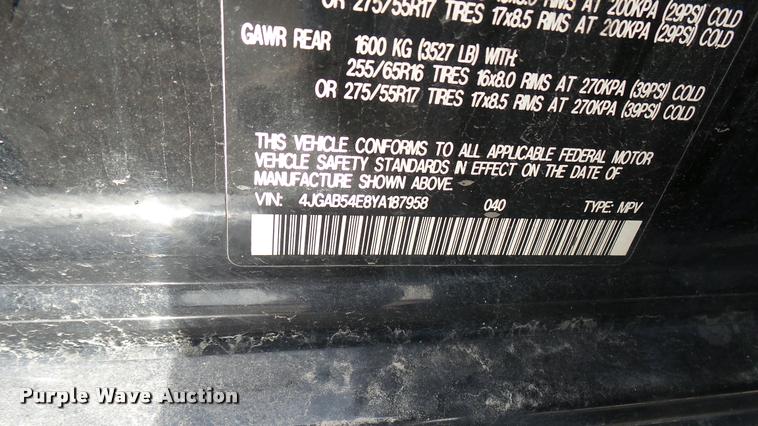 OR 275/55R17 TIRES 17x8.5 RIMS AT 200KPA (29PSI) COLD
GAWR REAR 1600 KG (3527 LB) WITH:
255/65R16 TIRES 16x8.0 RIMS AT 270KPA (39PSI) COLD
OR 275/55R17 TIRES 17x8.5 RIMS AT 270KPA (39PSI) COLD
THIS VEHICLE CONFORMS TO ALL APPLICABLE FEDERAL MOTOR
VEHICLE SAFETY STANDARDS IN EFFECT ON THE DATE OF
MANUFACTURE SHOWN ABOVE.
VIN: 4JGAB54E8YA187958 040 TYPE: MPV
Purple Wave Auction